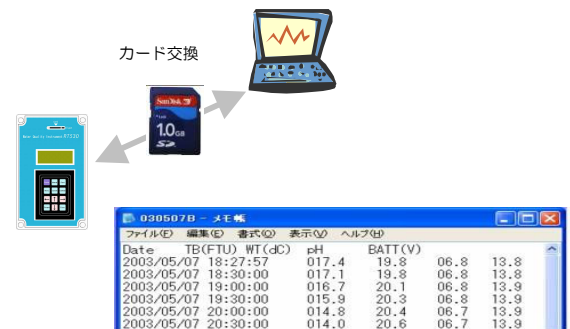 カード交換
SanDisk
1.0GB
SD
030507B - メモ帳
ファイル(F) 編集(E) 書式(O) 表示(V) ヘルプ(H)
Date TB(FTU) WT(dC) pH BATT(V)
2003/05/07 18:27:57 017.4 19.8 06.8 13.8
2003/05/07 18:30:00 017.1 19.8 06.8 13.8
2003/05/07 19:00:00 016.7 20.1 06.8 13.9
2003/05/07 19:30:00 015.9 20.3 06.8 13.9
2003/05/07 20:00:00 014.8 20.4 06.7 13.9
2003/05/07 20:30:00 014.0 20.6 06.7 13.9